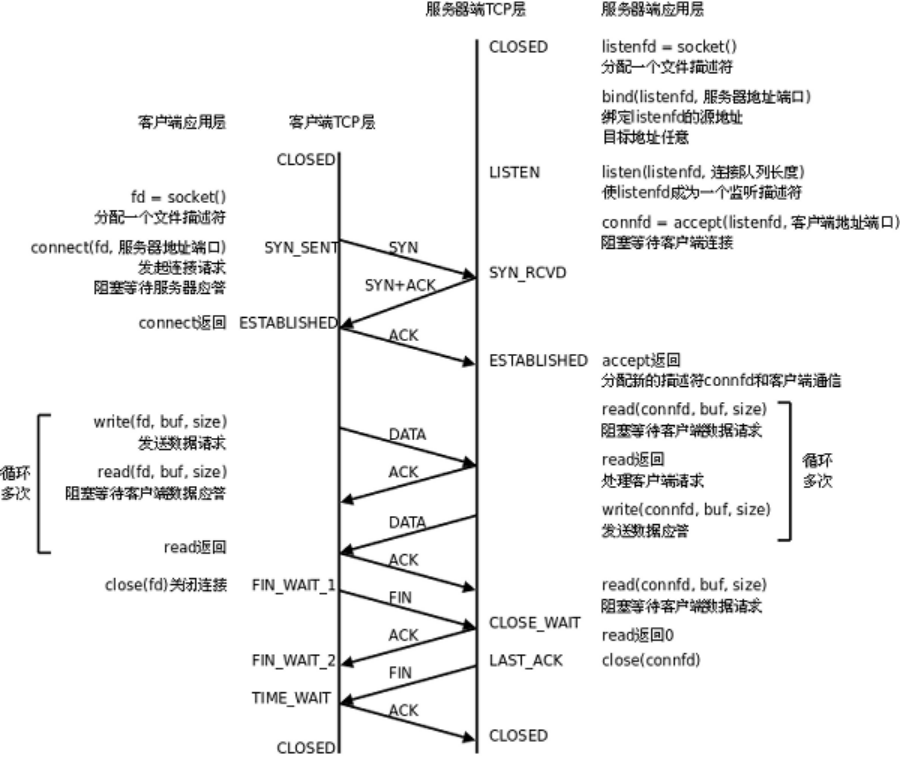 服务器端TCP层
服务器端应用层
CLOSED
listenfd = socket()
分配一个文件描述符
bind(listenfd, 服务器地址端口)
绑定listenfd的源地址
目标地址任意
客户端应用层
客户端TCP层
CLOSED
LISTEN
listen(listenfd, 连接队列长度)
使listenfd成为一个监听描述符
fd = socket()
分配一个文件描述符
connfd = accept(listenfd, 客户端地址端口)
阻塞等待客户端连接
connect(fd, 服务器地址端口)
发起连接请求
阻塞等待服务器应答
SYN_SENT
SYN
SYN_RCVD
SYN+ACK
connect返回
ESTABLISHED
ACK
ESTABLISHED
accept返回
分配新的描述符connfd和客户端通信
循环
多次
write(fd, buf, size)
发送数据请求
read(fd, buf, size)
阻塞等待客户端数据应答
read返回
DATA
ACK
DATA
ACK
read(connfd, buf, size)
阻塞等待客户端数据请求
read返回
处理客户端请求
write(connfd, buf, size)
发送数据应答
循环
多次
close(fd)关闭连接
FIN_WAIT_1
FIN
read(connfd, buf, size)
阻塞等待客户端数据请求
CLOSE_WAIT
read返回0
ACK
FIN_WAIT_2
LAST_ACK
close(connfd)
FIN
TIME_WAIT
ACK
CLOSED
CLOSED